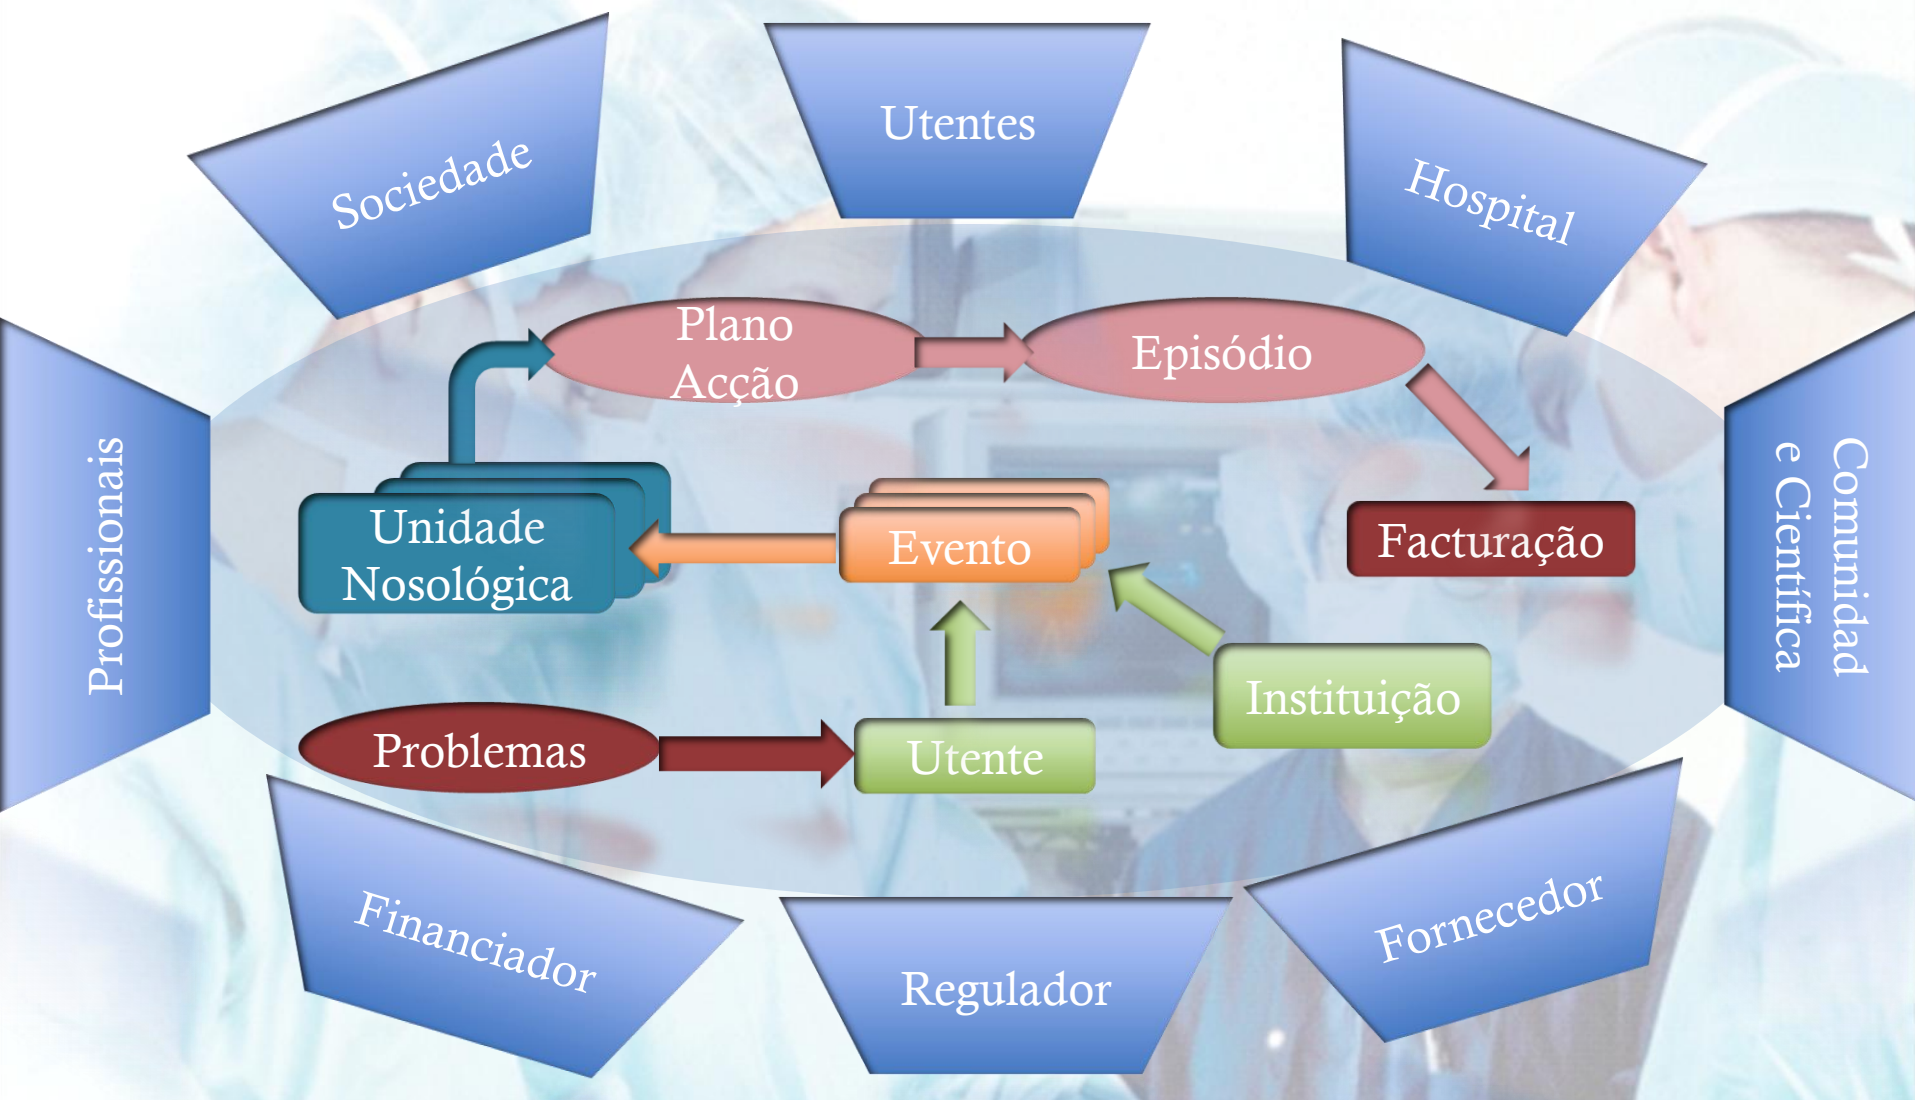 Sociedade
Utentes
Hospital
Profissionais
Plano
Acção
Episódio
Comunidad
e Científica
Unidade
Nosológica
Evento
Facturação
Instituição
Problemas
Utente
Financiador
Regulador
Fornecedor